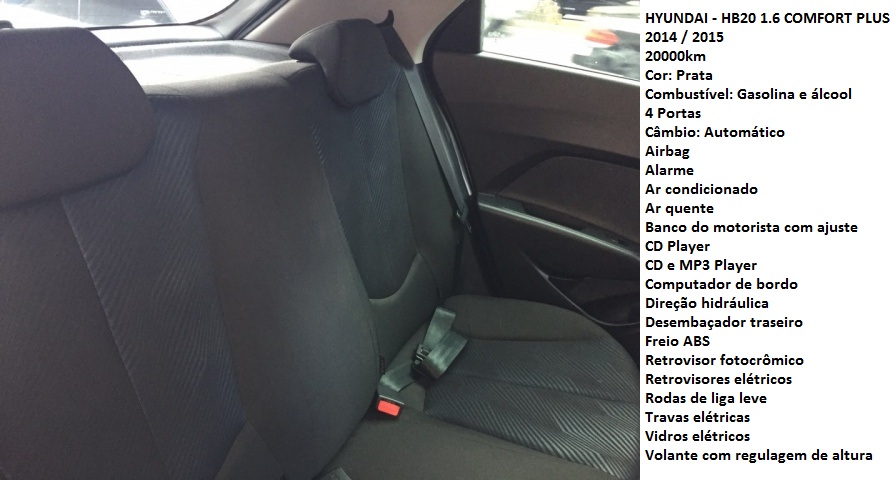 HYUNDAI - HB20 1.6 COMFORT PLUS
2014 / 2015
20000km
Cor: Prata
Combustível: Gasolina e álcool
4 Portas
Câmbio: Automático
Airbag
Alarme
Ar condicionado
Ar quente
Banco do motorista com ajuste
CD Player
CD e MP3 Player
Computador de bordo
Direção hidráulica
Desembaçador traseiro
Freio ABS
Retrovisor fotocrômico
Retrovisores elétricos
Rodas de liga leve
Travas elétricas
Vidros elétricos
Volante com regulagem de altura